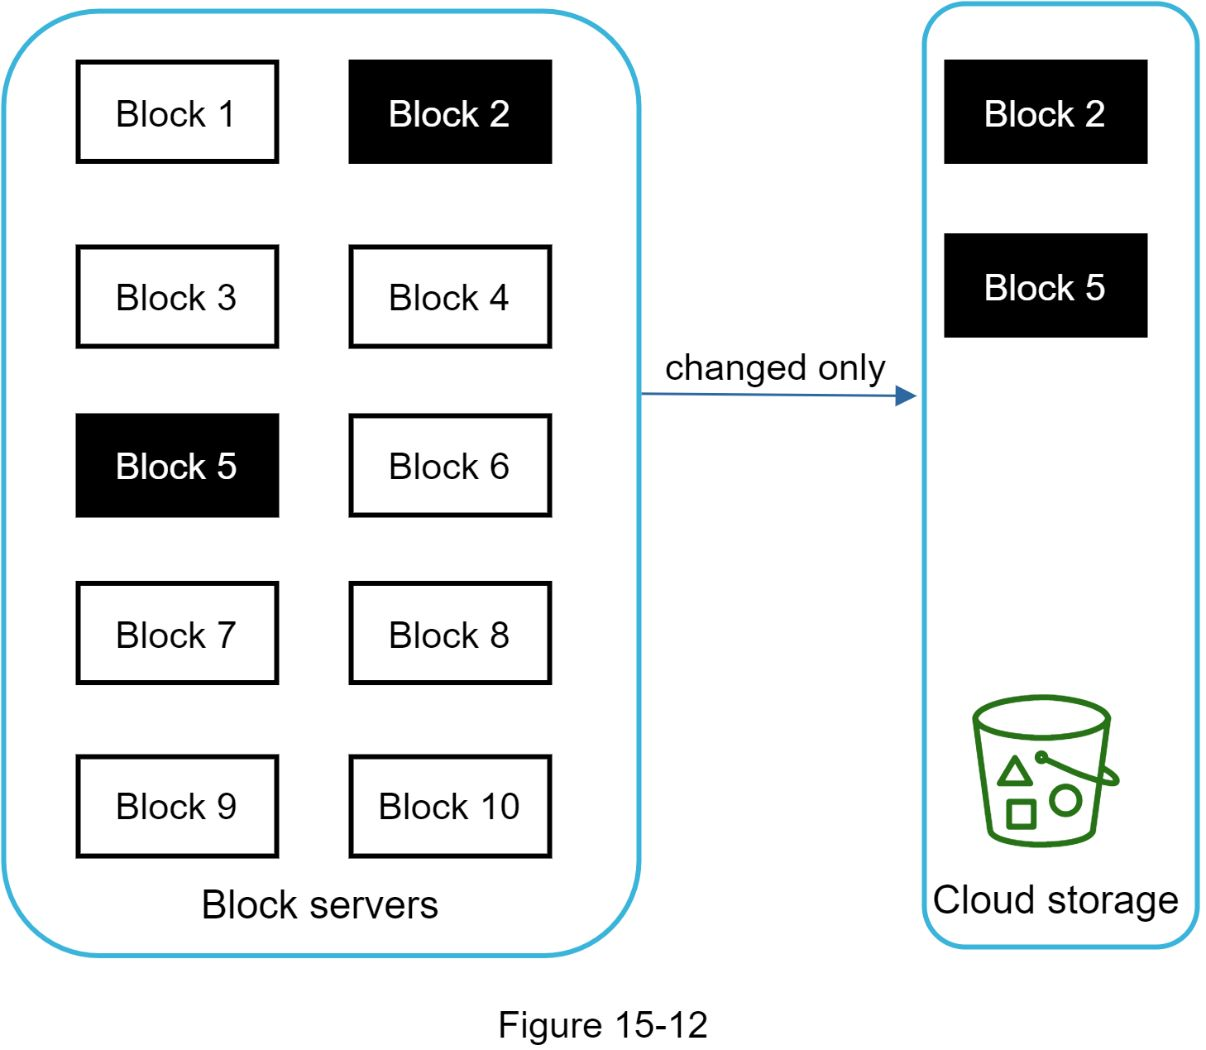 Block 1
Block 2
Block 3
Block 4
Block 5
Block 6
Block 7
Block 8
Block 9
Block 10
Block servers
changed only
Block 2
Block 5
Cloud storage
Figure 15-12